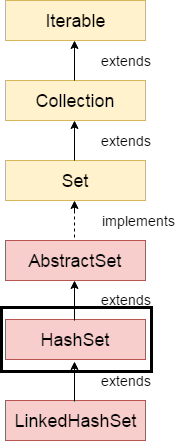 Iterable
extends
Collection
extends
Set
implements
AbstractSet
extends
HashSet
extends
LinkedHashSet